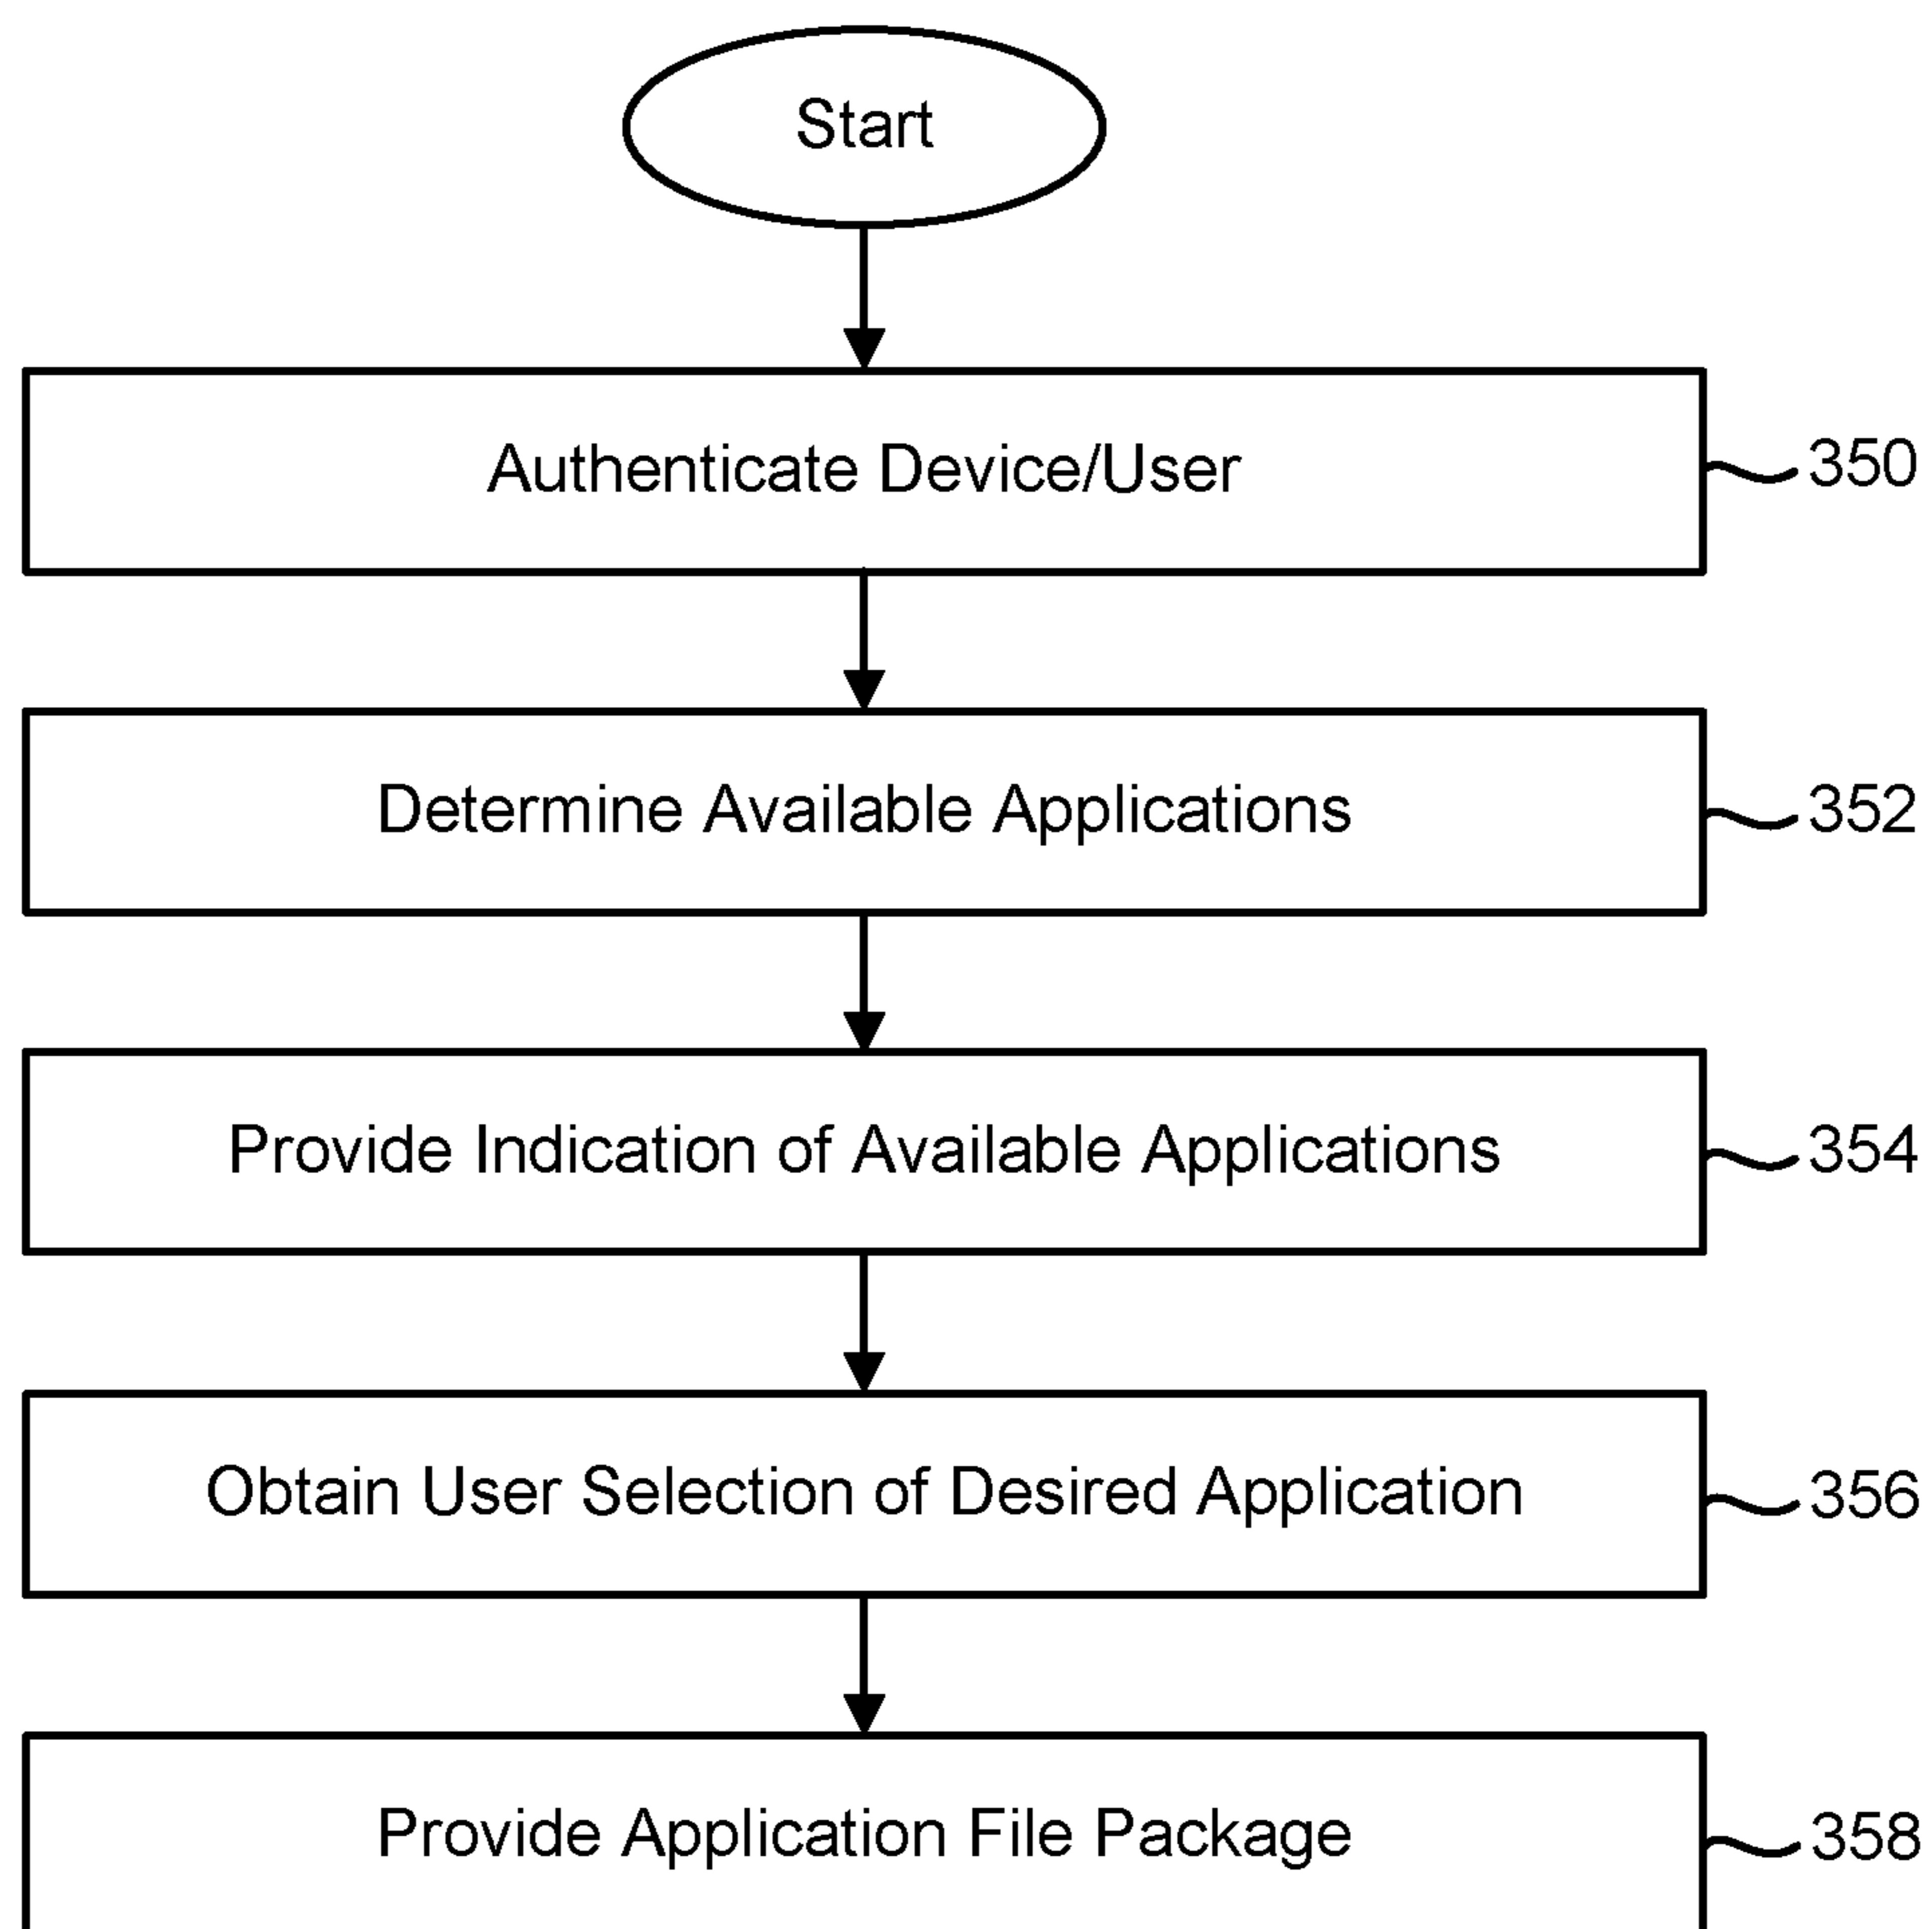 Start
Authenticate Device/User
350
Determine Available Applications
352
Provide Indication of Available Applications
354
Obtain User Selection of Desired Application
356
Provide Application File Package
358